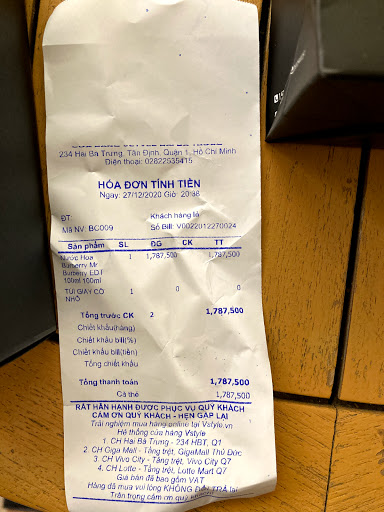 234 Hai Bà Trưng, Tân Định, Quận 1, Hồ Chí Minh
Điện thoại: 02822535415
HÓA ĐƠN TÍNH TIỀN
Ngày: 27/12/2020 Giờ: 20:38
ĐT: Khách hàng lẻ
Mã NV: BC009 Số Bill: V0022012270024
Sản phẩm SL ĐG CK TT
Nước Hoa 1 1,787,500 1,787,500
Burberry Mr
Burberry EDT
100ml 100ml
TÚI GIẤY CÓ 1 0 0
NHỎ
Tổng trước CK 2 1,787,500
Chiết khấu(hàng)
Chiết khấu bill(%)
Chiết khấu bill(tiền)
Tổng chiết khấu
Tổng thanh toán 1,787,500
Cà thẻ 1,787,500
RẤT HÂN HẠNH ĐƯỢC PHỤC VỤ QUÝ KHÁCH
CẢM ƠN QUÝ KHÁCH - HẸN GẶP LẠI
Trải nghiệm mua hàng online tại Vstyle.vn
Hệ thống cửa hàng Vstyle
1. CH Hai Bà Trưng - 234 HBT, Q1
2. CH Giga Mall - Tầng trệt, GigaMall Thủ Đức
3. CH Vivo City - Tầng trệt, Vivo City Q7
4. CH Lotte - Tầng trệt, Lotte Mart Q7
Giá bán đã bao gồm VAT
Hàng đã mua vui lòng KHÔNG ĐỔI TRẢ lại
Trân trọng cảm ơn quý khách